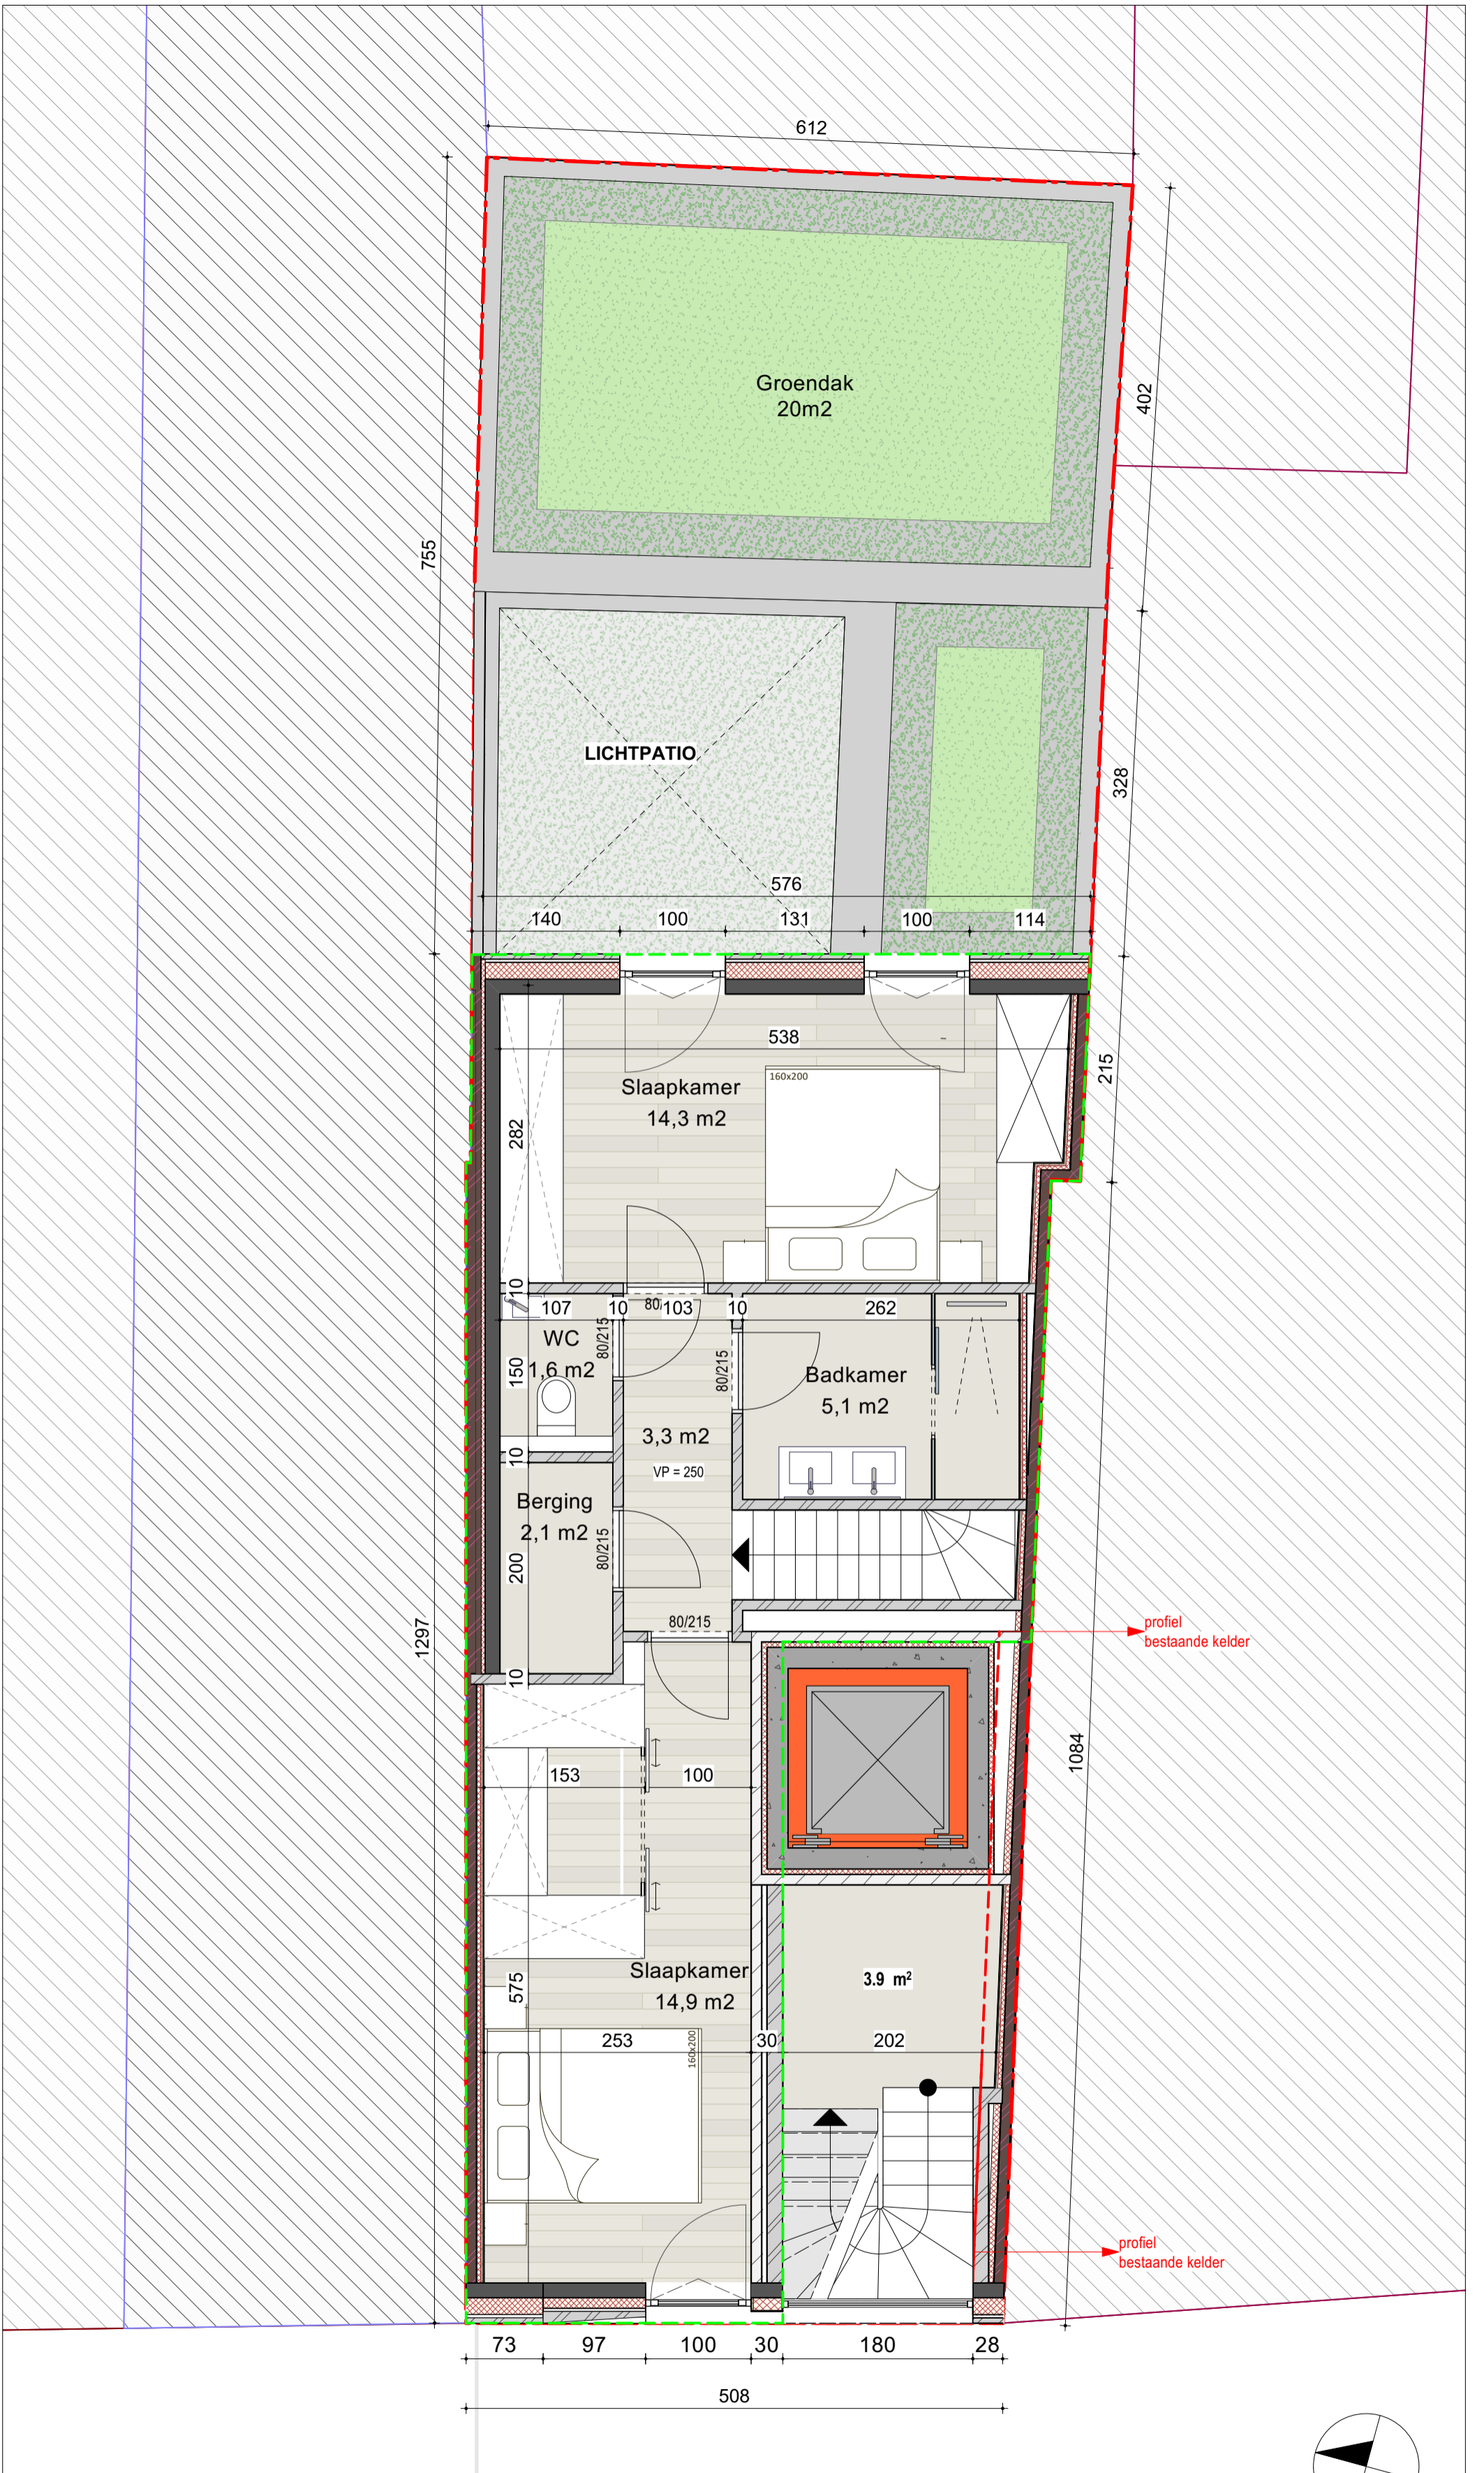 612
Groendak
20m2
402
755
LICHTPATIO
328
576
140
100
131
100
114
538
215
Slaapkamer
14,3 m2
160x200
282
10
107
10
80/
103
10
262
WC
1,6 m2
150
80/215
80/215
Badkamer
5,1 m2
3,3 m2
VP = 250
10
Berging
2,1 m2
200
80/215
80/215
profiel
bestaande kelder
1297
10
1084
153
100
Slaapkamer
14,9 m2
3.9 m²
575
253
160x200
30
202
profiel
bestaande kelder
73
97
100
30
180
28
508